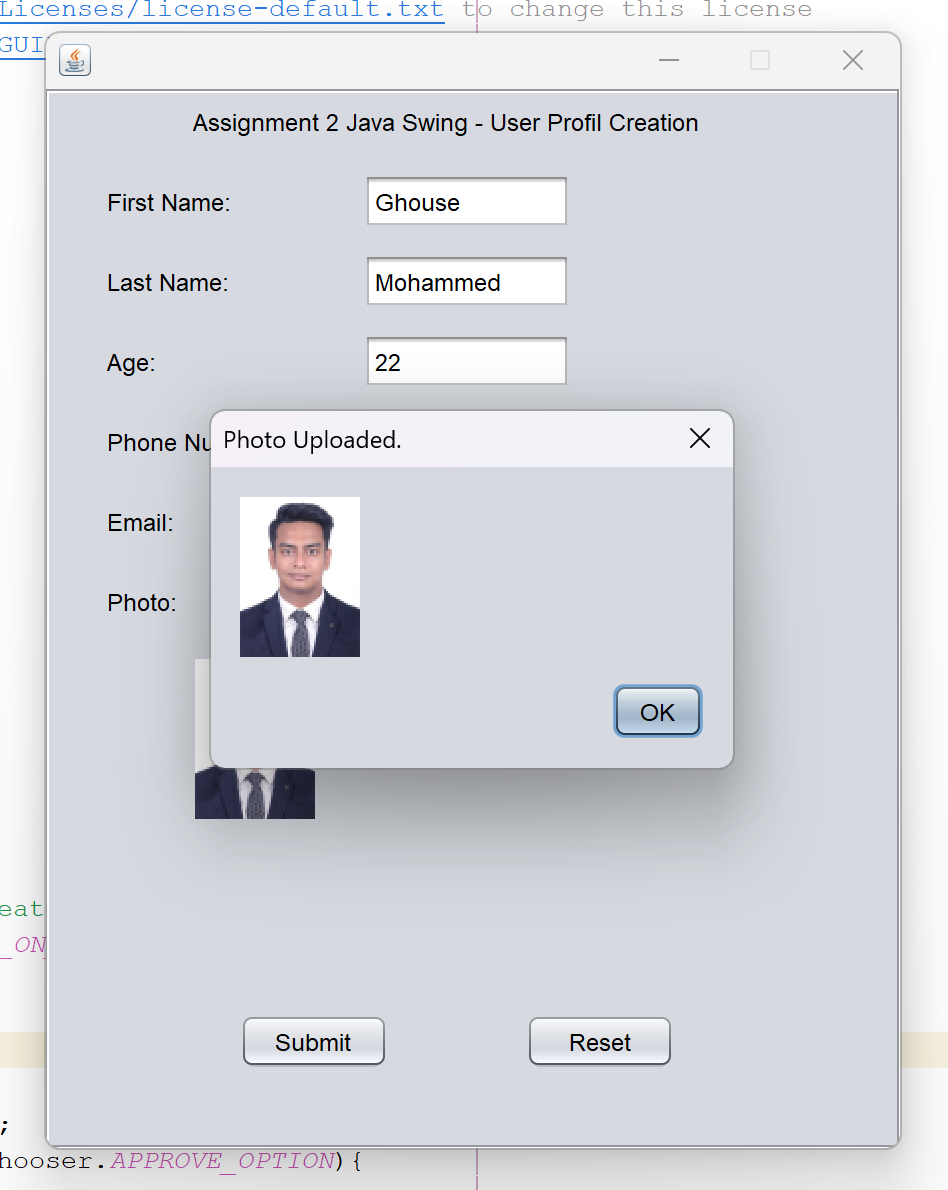 Licenses/license-default.txt to change this license
GUI
Assignment 2 Java Swing - User Profil Creation
First Name:
Ghouse
Last Name:
Mohammed
Age:
22
Phone Nu
Photo Uploaded.
Email:
Photo:
OK
eat
_ON
Submit
Reset
;
hooser.APPROVE_OPTION){